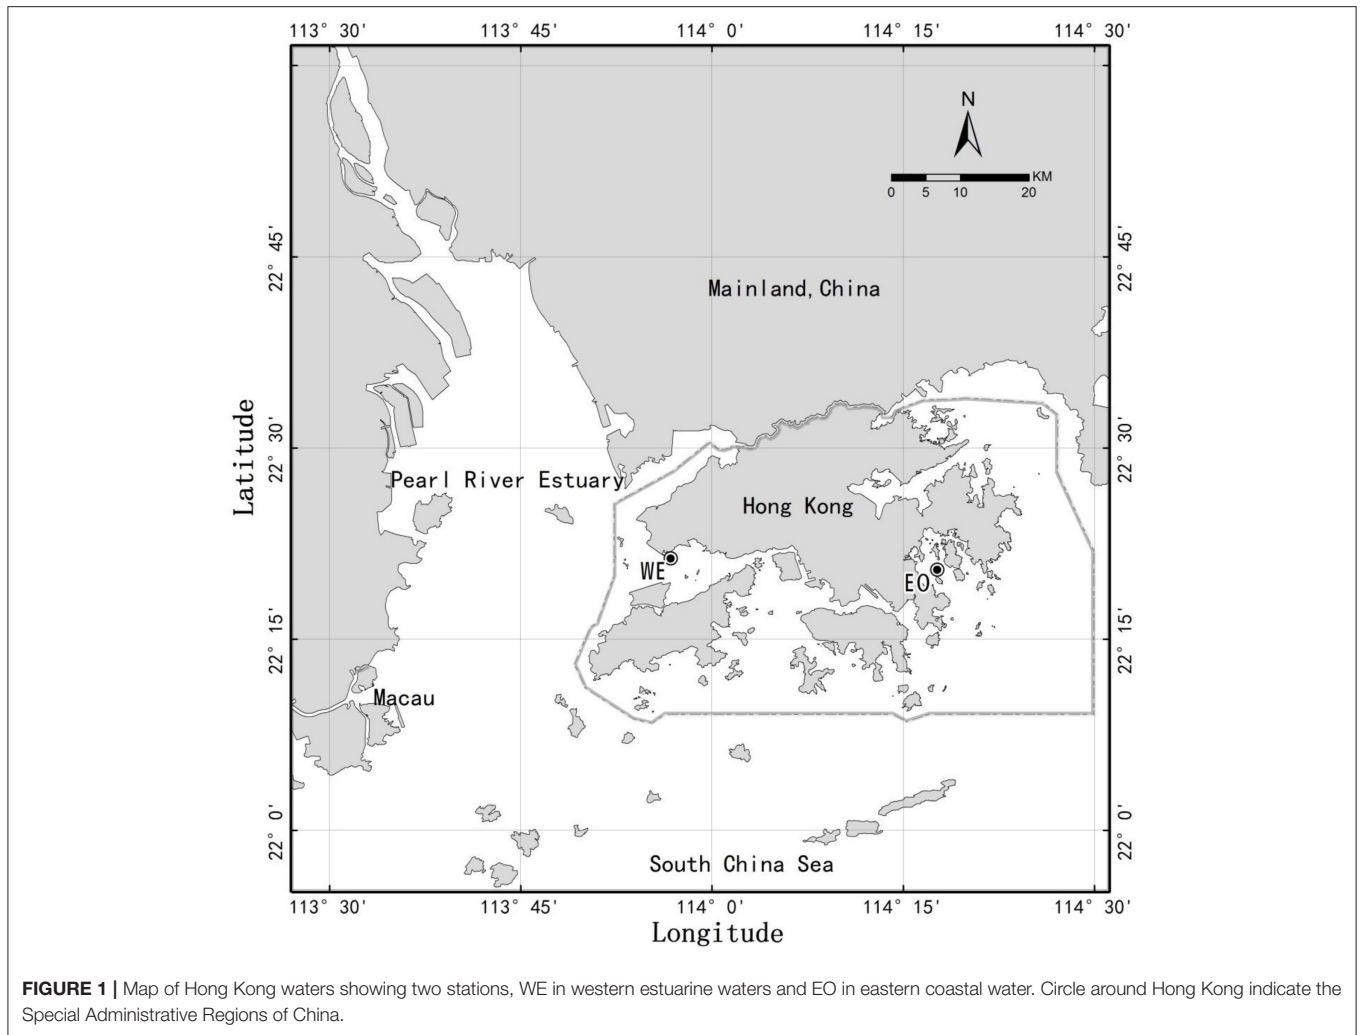 113° 30' 113° 45' 114° 0' 114° 15' 114° 30'
N
KM
0 5 10 20
22° 45' 22° 45'
Mainland, China
Latitude
22° 30' 22° 30'
Pearl River Estuary
Hong Kong
WE
EO
22° 15' 22° 15'
Macau
22° 0' 22° 0'
South China Sea
113° 30' 113° 45' 114° 0' 114° 15' 114° 30'
Longitude
FIGURE 1 | Map of Hong Kong waters showing two stations, WE in western estuarine waters and EO in eastern coastal water. Circle around Hong Kong indicate the
Special Administrative Regions of China.